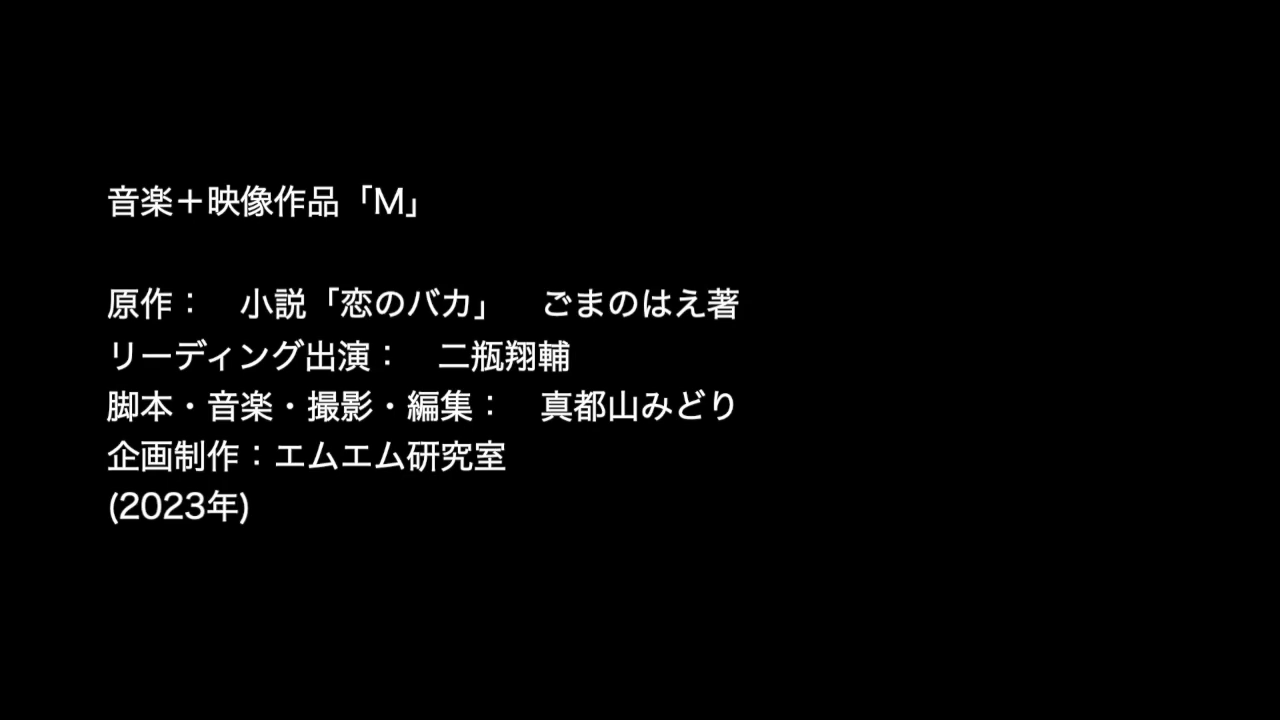 音楽＋映像作品「M」
原作：　小説「恋のバカ」　ごまのはえ著
リーディング出演：　二瓶翔輔
脚本・音楽・撮影・編集：　真都山みどり
企画制作：エムエム研究室
(2023年)